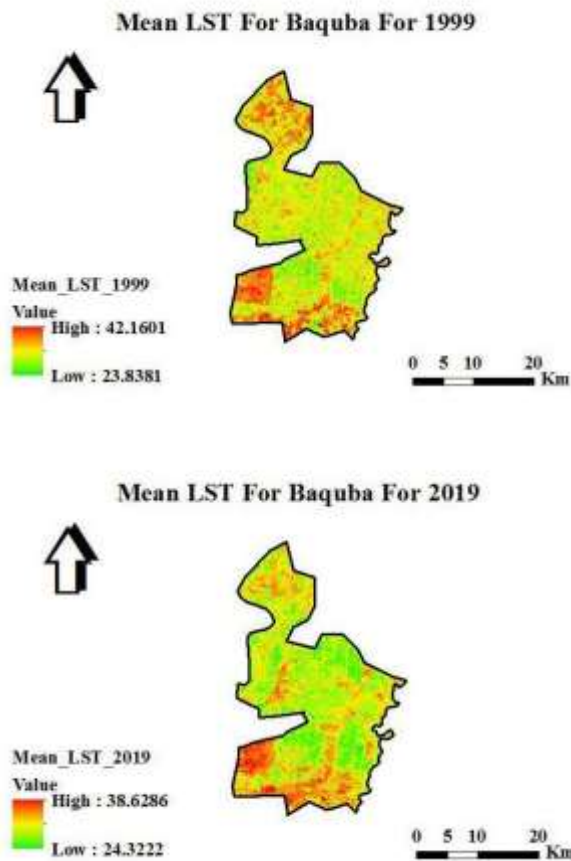 Mean LST For Baquba For 1999
Mean_LST_1999
Value
High : 42.1601
Low : 23.8381
0 5 10 20
Km
Mean LST For Baquba For 2019
Mean_LST_2019
Value
High : 38.6286
Low : 24.3222
0 5 10 20
Km